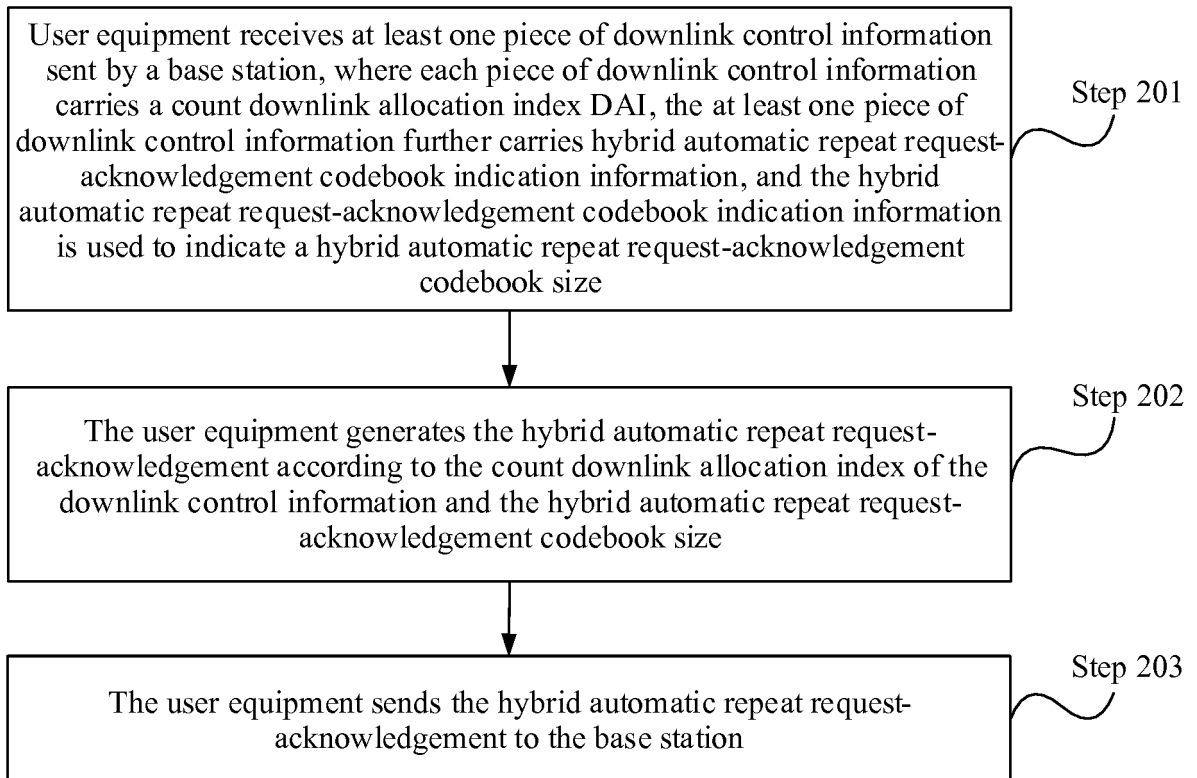 User equipment receives at least one piece of downlink control information
sent by a base station, where each piece of downlink control information
carries a count downlink allocation index DAI, the at least one piece of
downlink control information further carries hybrid automatic repeat request-
acknowledgement codebook indication information, and the hybrid
automatic repeat request-acknowledgement codebook indication information
is used to indicate a hybrid automatic repeat request-acknowledgement
codebook size
Step 201
The user equipment generates the hybrid automatic repeat request-
acknowledgement according to the count downlink allocation index of the
downlink control information and the hybrid automatic repeat request-
acknowledgement codebook size
Step 202
The user equipment sends the hybrid automatic repeat request-
acknowledgement to the base station
Step 203